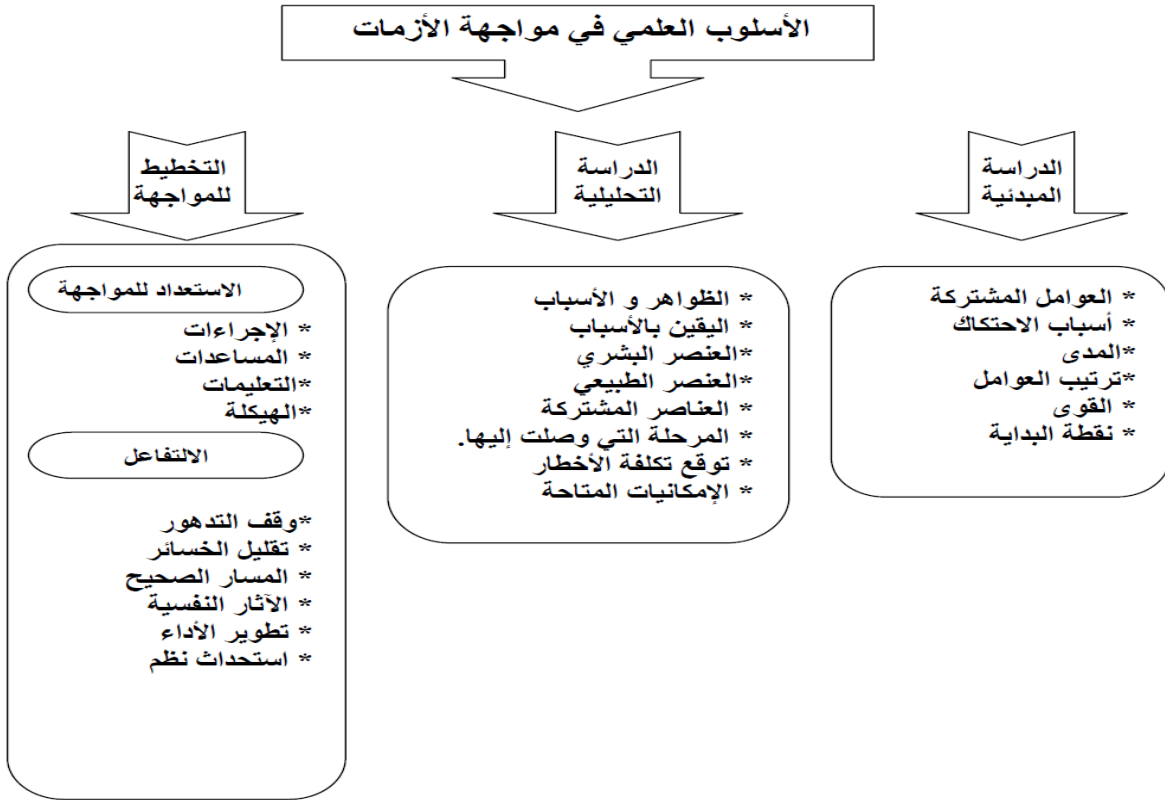 الأسلوب العلمي في مواجهة الأزمات
الدراسة
المبدئية
* العوامل المشتركة
* أسباب الاحتكاك
*المدى
*ترتيب العوامل
* القوى
* نقطة البداية
الدراسة
التحليلية
* الظواهر و الأسباب
* اليقين بالأسباب
*العنصر البشري
*العنصر الطبيعي
* العناصر المشتركة
* المرحلة التي وصلت إليها.
* توقع تكلفة الأخطار
* الإمكانيات المتاحة
التخطيط
للمواجهة
الاستعداد للمواجهة
* الإجراءات
* المساعدات
*التعليمات
*الهيكلة
الالتفاعل
*وقف التدهور
* تقليل الخسائر
* المسار الصحيح
* الآثار النفسية
* تطوير الأداء
* استحداث نظم